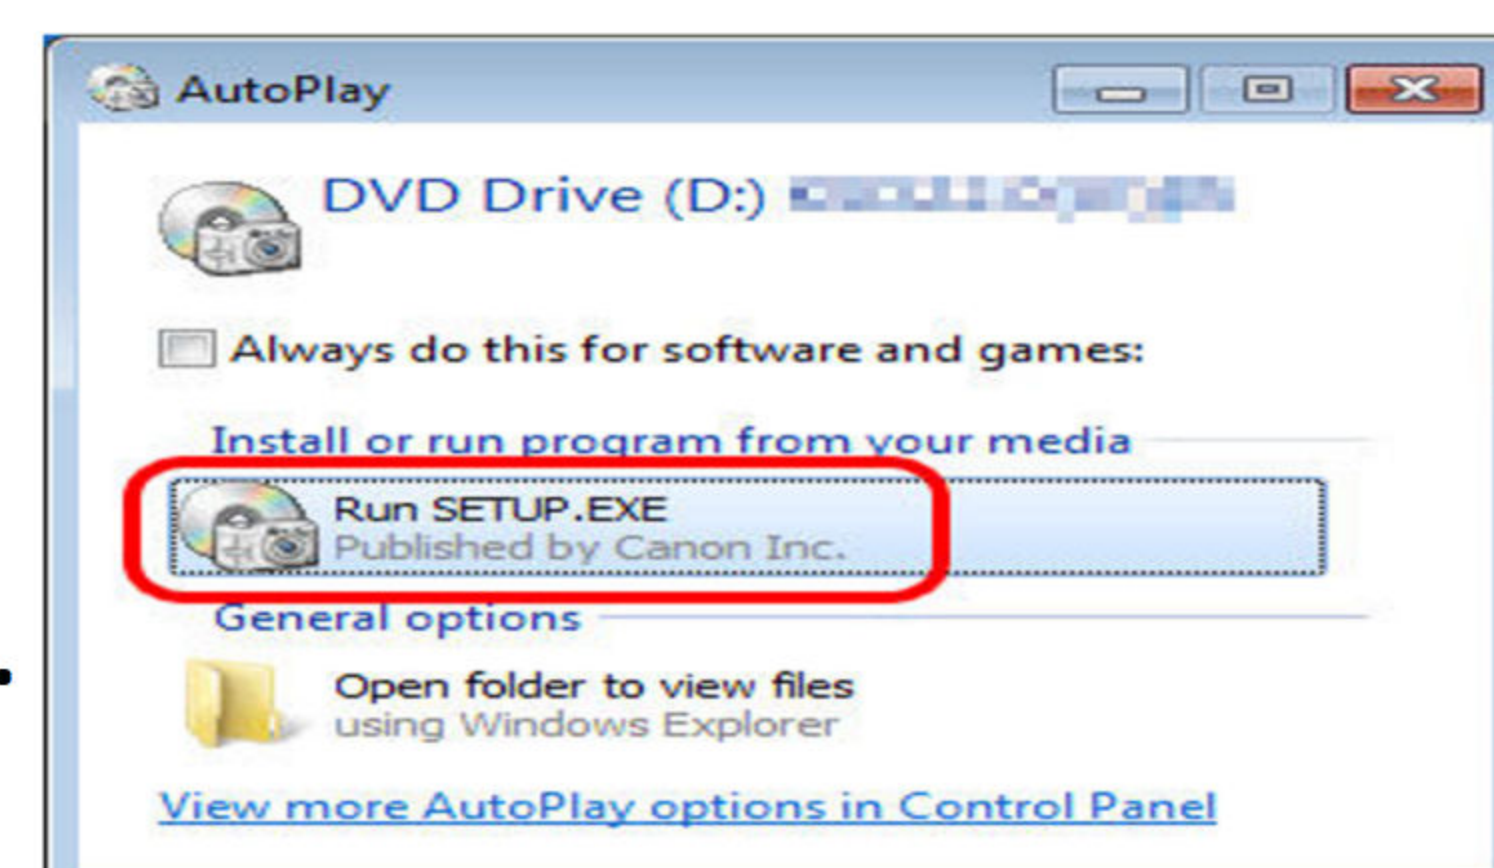 AutoPlay
DVD Drive (D:)
Always do this for software and games:
Install or run program from your media
Run SETUP.EXE
Published by Canon Inc.
General options
Open folder to view files
using Windows Explorer
View more AutoPlay options in Control Panel